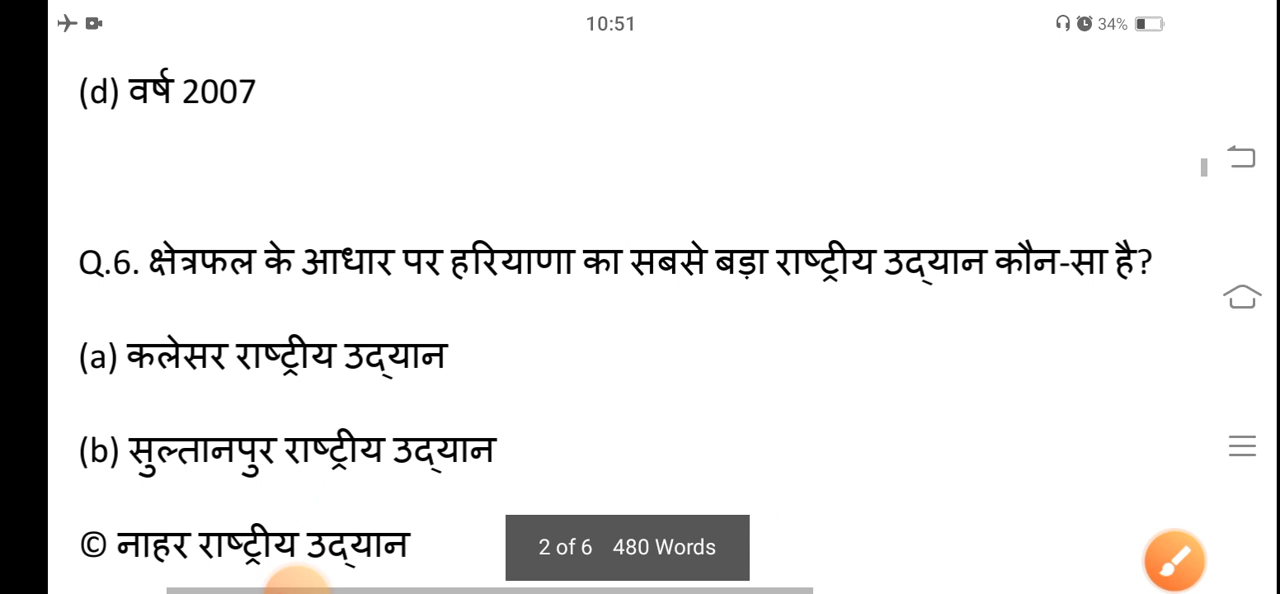 10:51
34%
(d) वर्ष 2007
Q.6. क्षेत्रफल के आधार पर हरियाणा का सबसे बड़ा राष्ट्रीय उद्यान कौन-सा है?
(a) कलेसर राष्ट्रीय उद्यान
(b) सुल्तानपुर राष्ट्रीय उद्यान
© नाहर राष्ट्रीय उद्यान
2 of 6 480 Words